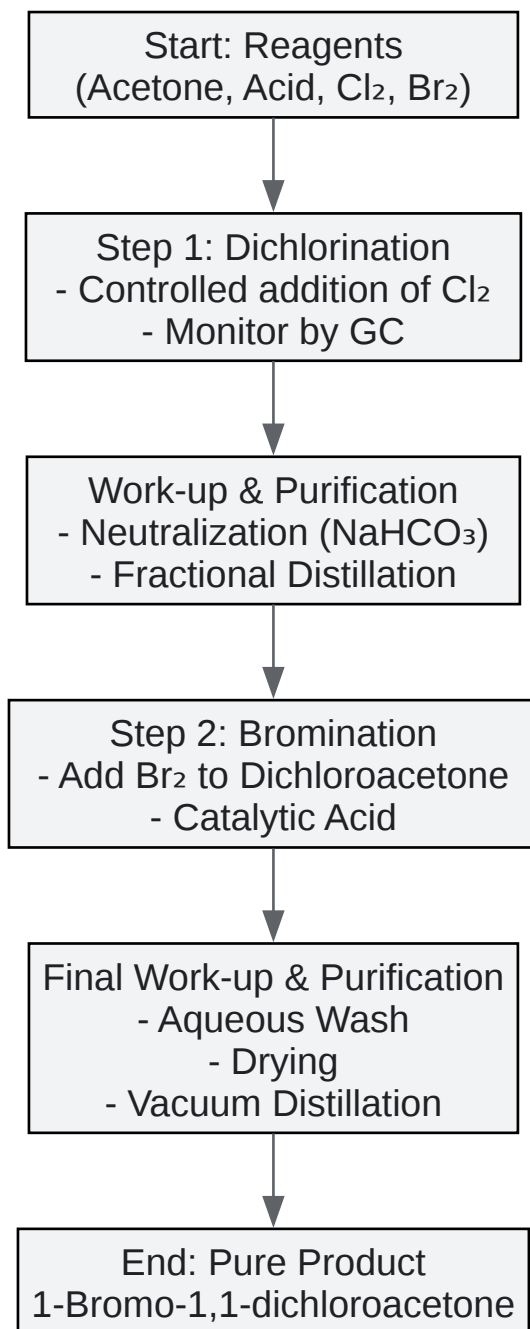 Start: Reagents
(Acetone, Acid, Cl₂, Br₂)
Step 1: Dichlorination
- Controlled addition of Cl₂
- Monitor by GC
Work-up & Purification
- Neutralization (NaHCO₃)
- Fractional Distillation
Step 2: Bromination
- Add Br₂ to Dichloroacetone
- Catalytic Acid
Final Work-up & Purification
- Aqueous Wash
- Drying
- Vacuum Distillation
End: Pure Product
1-Bromo-1,1-dichloroacetone